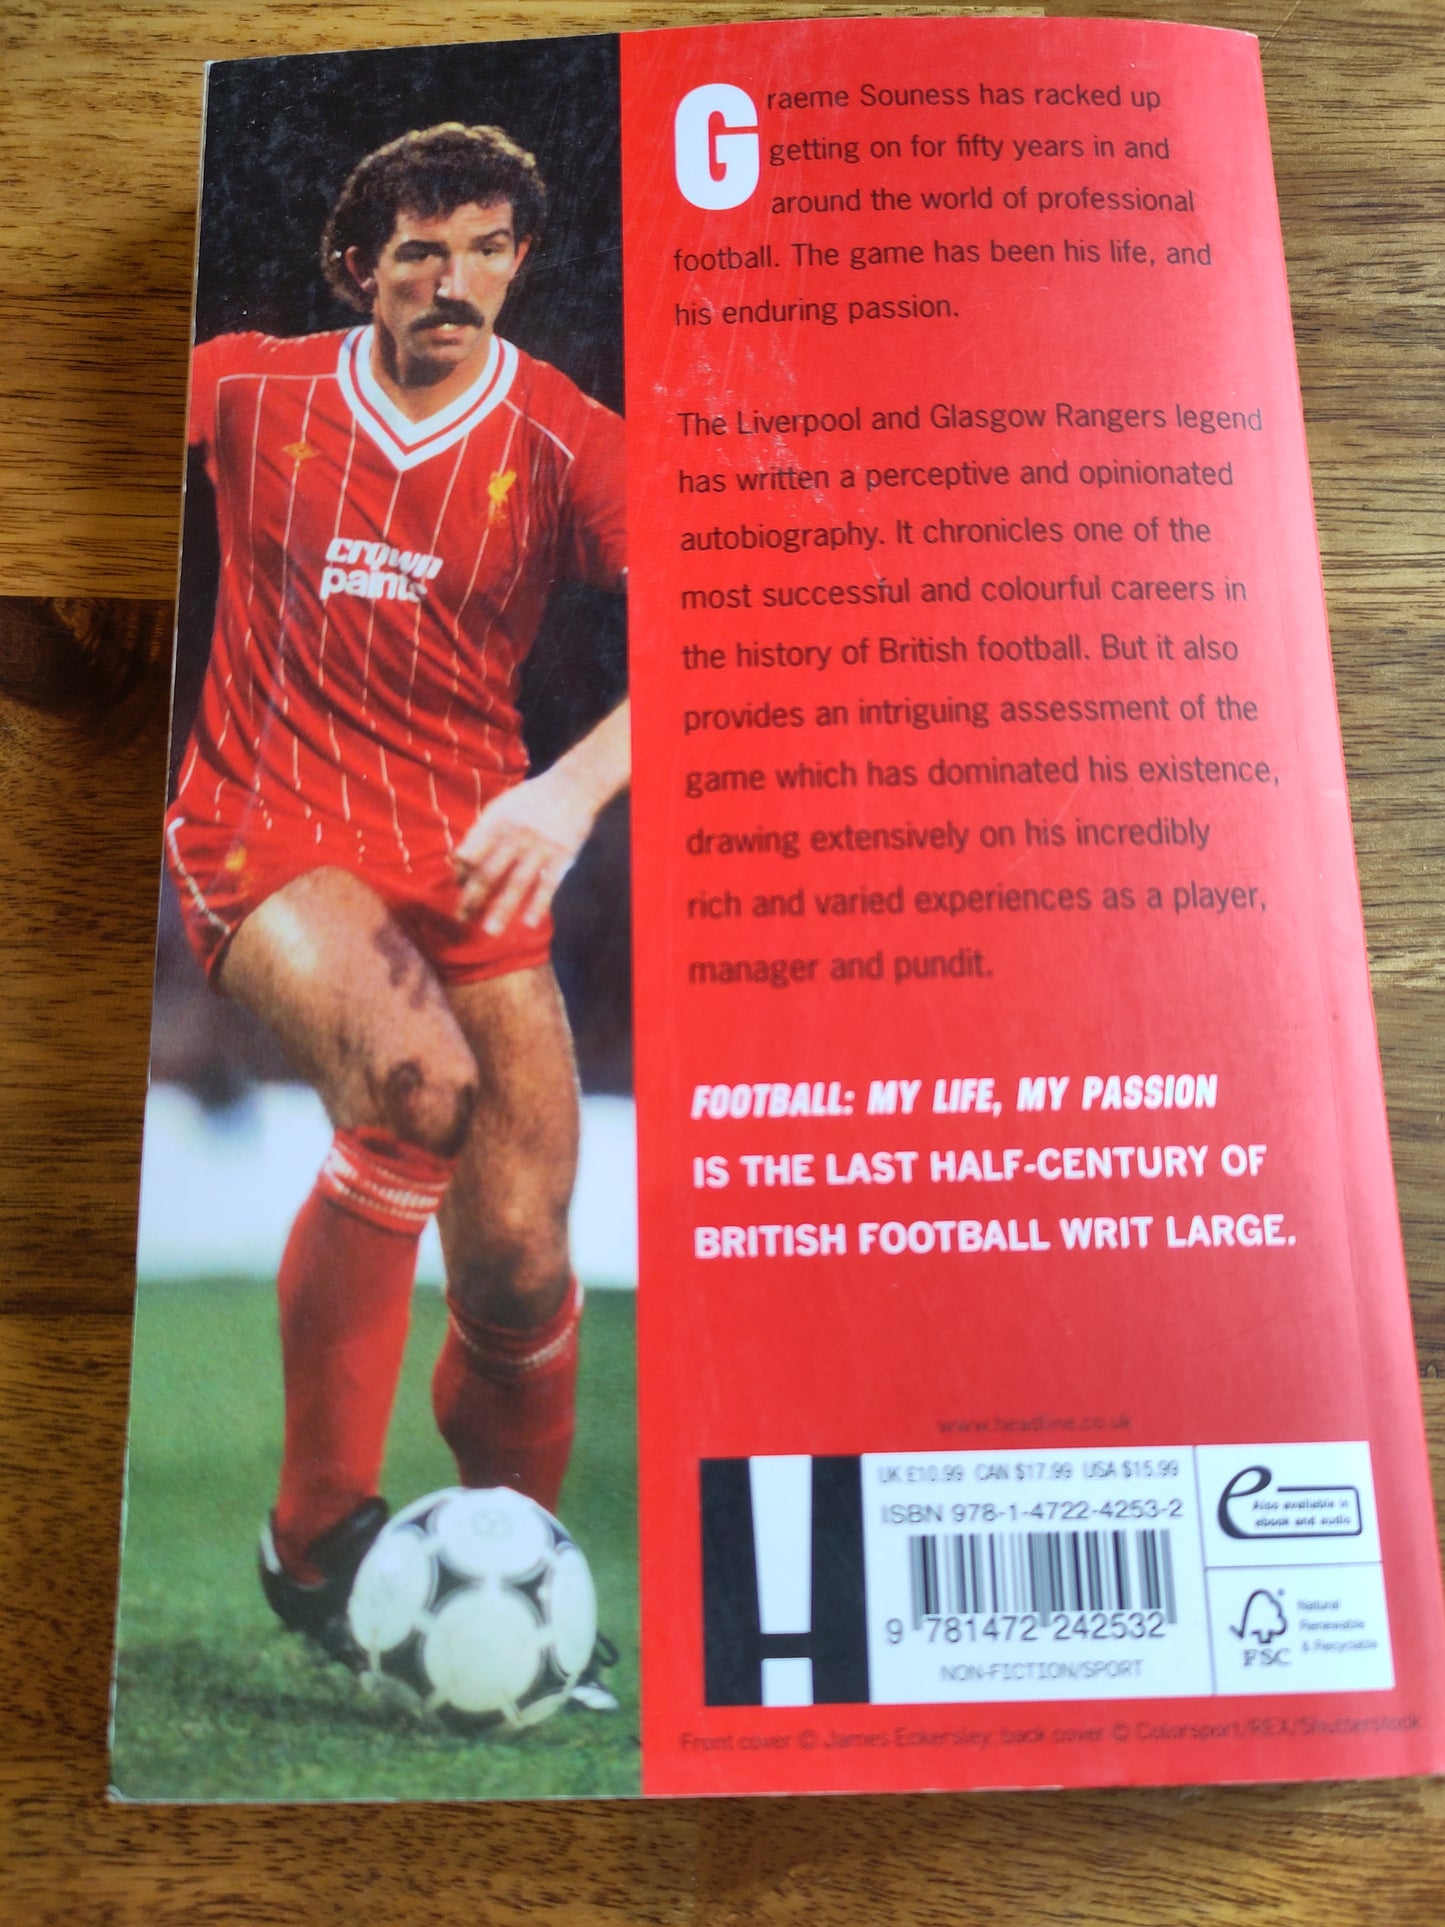 Graeme Souness has racked up
getting on for fifty years in and
around the world of professional
football. The game has been his life, and
his enduring passion.
The Liverpool and Glasgow Rangers legend
has written a perceptive and opinionated
autobiography. It chronicles one of the
most successful and colourful careers in
the history of British football. But it also
provides an intriguing assessment of the
game which has dominated his existence,
drawing extensively on his incredibly
rich and varied experiences as a player,
manager and pundit.
FOOTBALL: MY LIFE, MY PASSION
IS THE LAST HALF-CENTURY OF
BRITISH FOOTBALL WRIT LARGE.
crown
paints
www.headline.co.uk
UK £10.99 CAN $17.99 USA $15.99
ISBN 978-1-4722-4253-2
9 781472 242532
NON-FICTION/SPORT
e
Also available in
ebook and audio
FSC
Natural
Renewable
& Recyclable
Front cover © James Eckersley; back cover © Colorsport/REX/Shutterstock